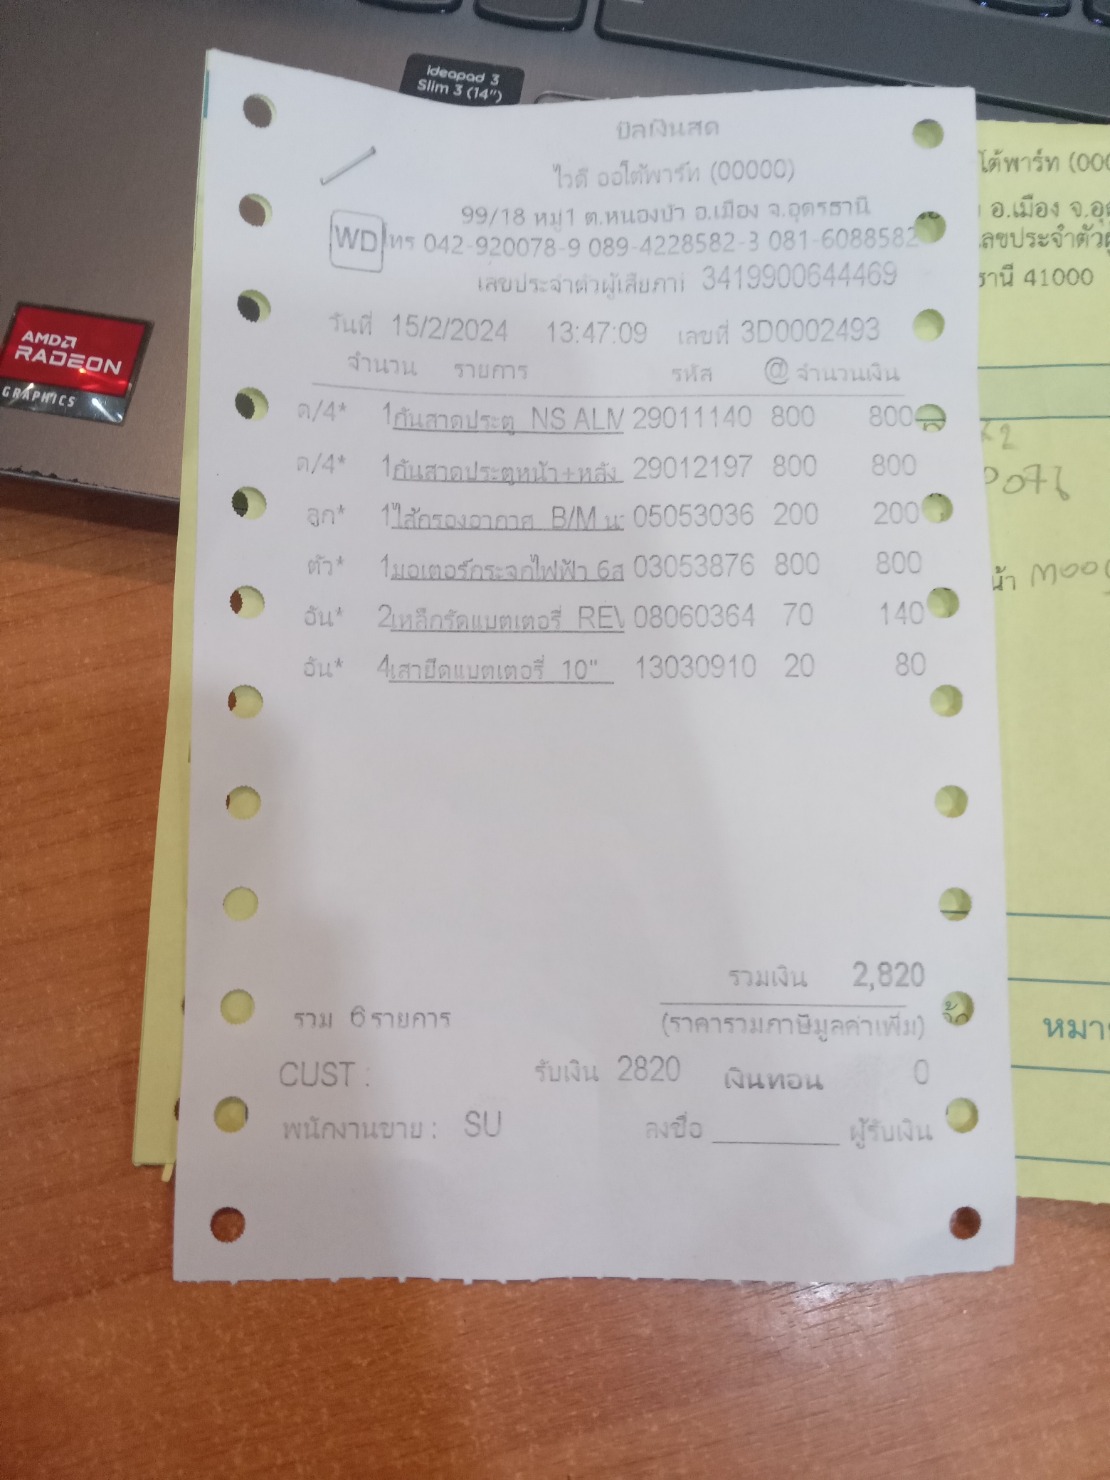 ideapad 3
Slim 3 (14")
AMD
RADEON
GRAPHICS
บิลเงินสด
ไวดี ออโต้พาร์ท (00000)
99/18 หมู่1 ต.หนองบัว อ.เมือง จ.อุดรธานี
WD โทร 042-920078-9 089-4228582-3 081-6088582
เลขประจำตัวผู้เสียภาษี 3419900644469
วันที่ 15/2/2024 13:47:09 เลขที่ 3D0002493
จำนวน รายการ รหัส @ จำนวนเงิน
ด/4* 1 กันสาดประตู NS ALM 29011140 800 800
ด/4* 1 กันสาดประตูหน้า+หลัง 29012197 800 800
ลูก* 1 ไส้กรองอากาศ B/M 05053036 200 200
ตัว* 1 มอเตอร์กระจกไฟฟ้า 6ส 03053876 800 800
อัน* 2 เหล็กรัดแบตเตอรี่ REV 08060364 70 140
อัน* 4 เสายึดแบตเตอรี่ 10" 13030910 20 80
รวมเงิน 2,820
รวม 6 รายการ (ราคารวมภาษีมูลค่าเพิ่ม)
CUST : รับเงิน 2820 เงินทอน 0
พนักงานขาย : SU ลงชื่อ ผู้รับเงิน
โต้พาร์ท (000
อ.เมือง จ.อุ
ลขประจำตัวผ
ธานี 41000
น้า
หมาย